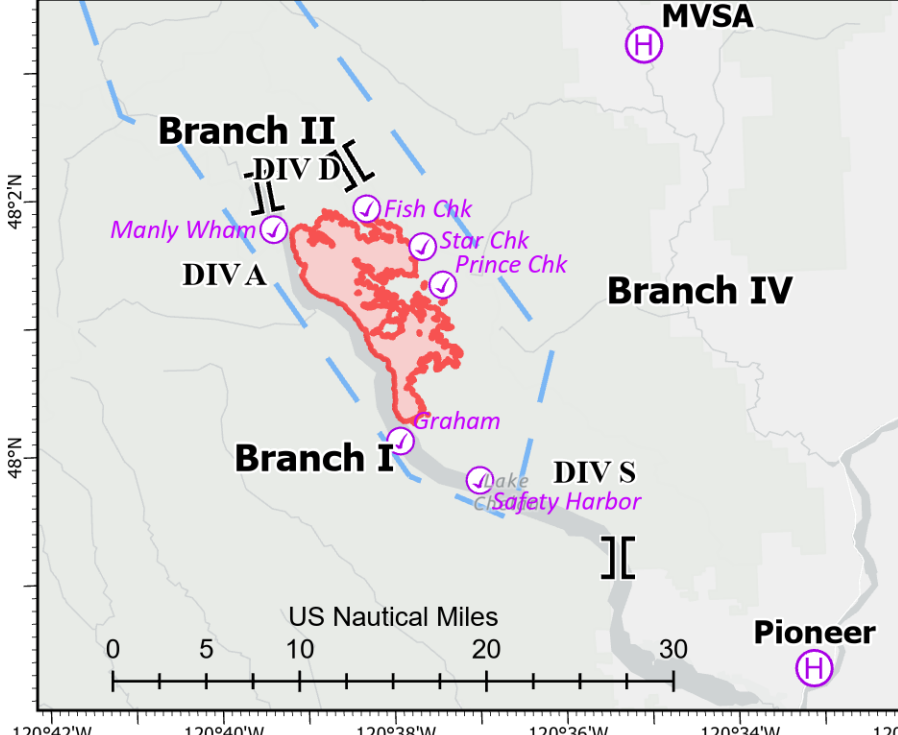 MVSA
H
Branch II
DIV D
Fish Chk
Manly Wham
Star Chk
Prince Chk
DIV A
Branch IV
Graham
Branch I
DIV S
Lake
Safety Harbor
US Nautical Miles
0 5 10 20 30
Pioneer
H
48°2'N
48°N
120°42'W 120°40'W 120°38'W 120°36'W 120°34'W